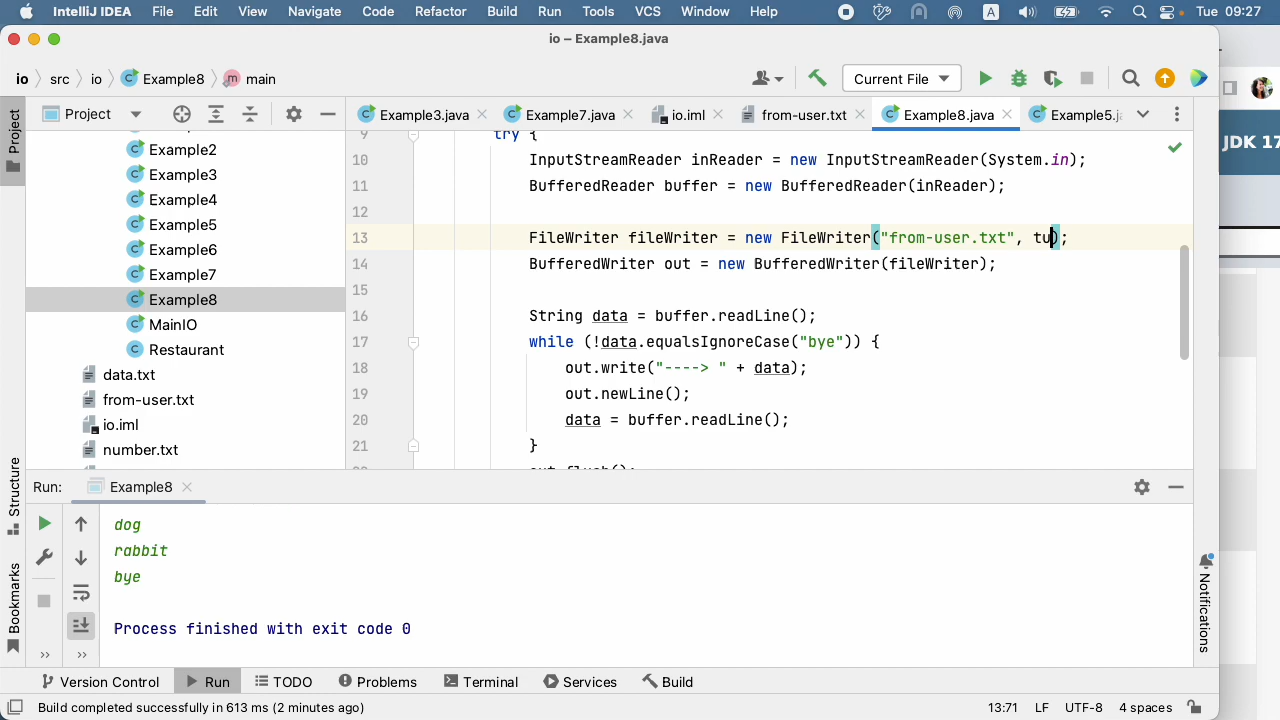 IntelliJ IDEA File Edit View Navigate Code Refactor Build Run Tools VCS Window Help A Tue 09:27
io – Example8.java
io src io Example8 main Current File
Project Example3.java Example7.java io.iml from-user.txt Example8.java Example5.j
JDK 17
Project
Example2
Example3
Example4
Example5
Example6
Example7
Example8
MainIO
Restaurant
data.txt
from-user.txt
io.iml
number.txt
9 try {
10 InputStreamReader inReader = new InputStreamReader(System.in);
11 BufferedReader buffer = new BufferedReader(inReader);
12
13 FileWriter fileWriter = new FileWriter("from-user.txt", tu);
14 BufferedWriter out = new BufferedWriter(fileWriter);
15
16 String data = buffer.readLine();
17 while (!data.equalsIgnoreCase("bye")) {
18 out.write("----> " + data);
19 out.newLine();
20 data = buffer.readLine();
21 }
22 out.flush();
Structure
Bookmarks
Notifications
Run: Example8
dog
rabbit
bye
Process finished with exit code 0
Version Control Run TODO Problems Terminal Services Build
Build completed successfully in 613 ms (2 minutes ago) 13:71 LF UTF-8 4 spaces